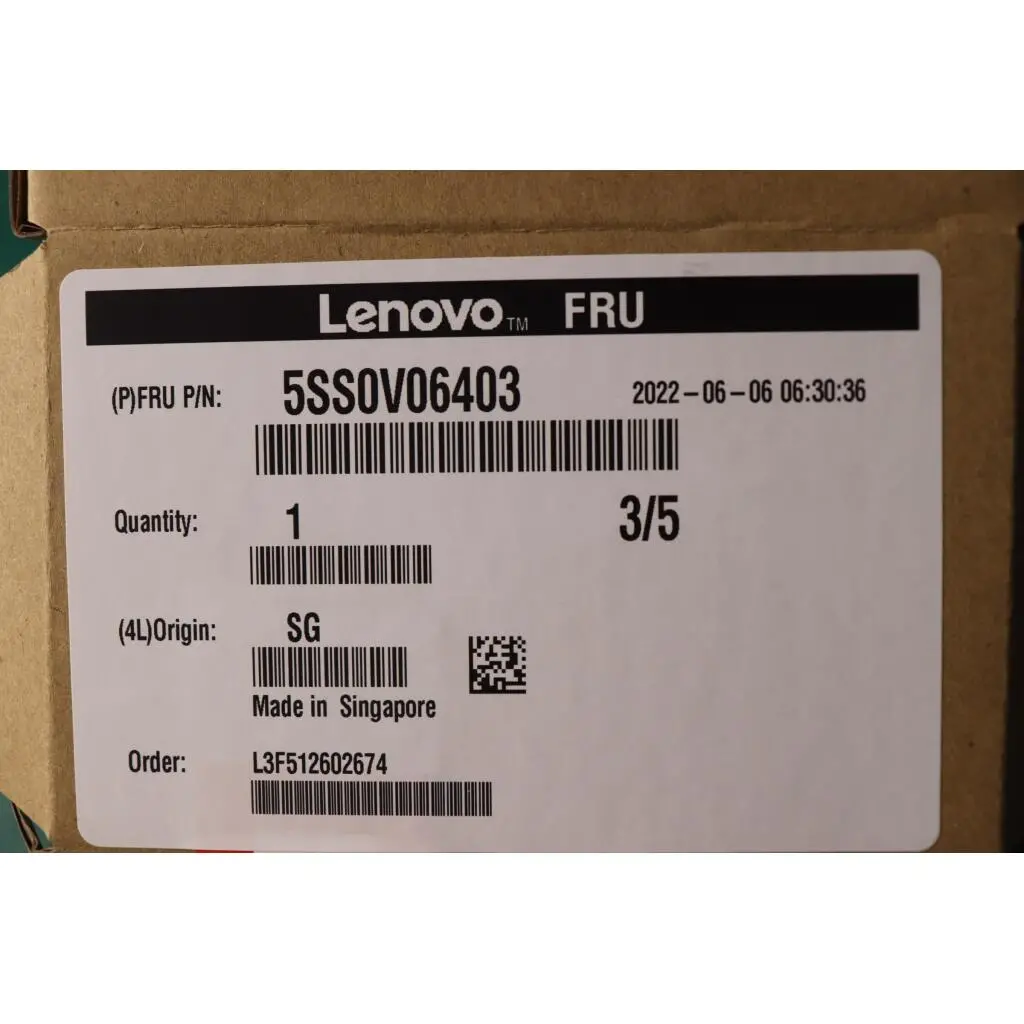 Lenovo™ FRU
(P)FRU P/N: 5SS0V06403 2022-06-06 06:30:36
Quantity: 1 3/5
(4L)Origin: SG
Made in Singapore
Order: L3F512602674